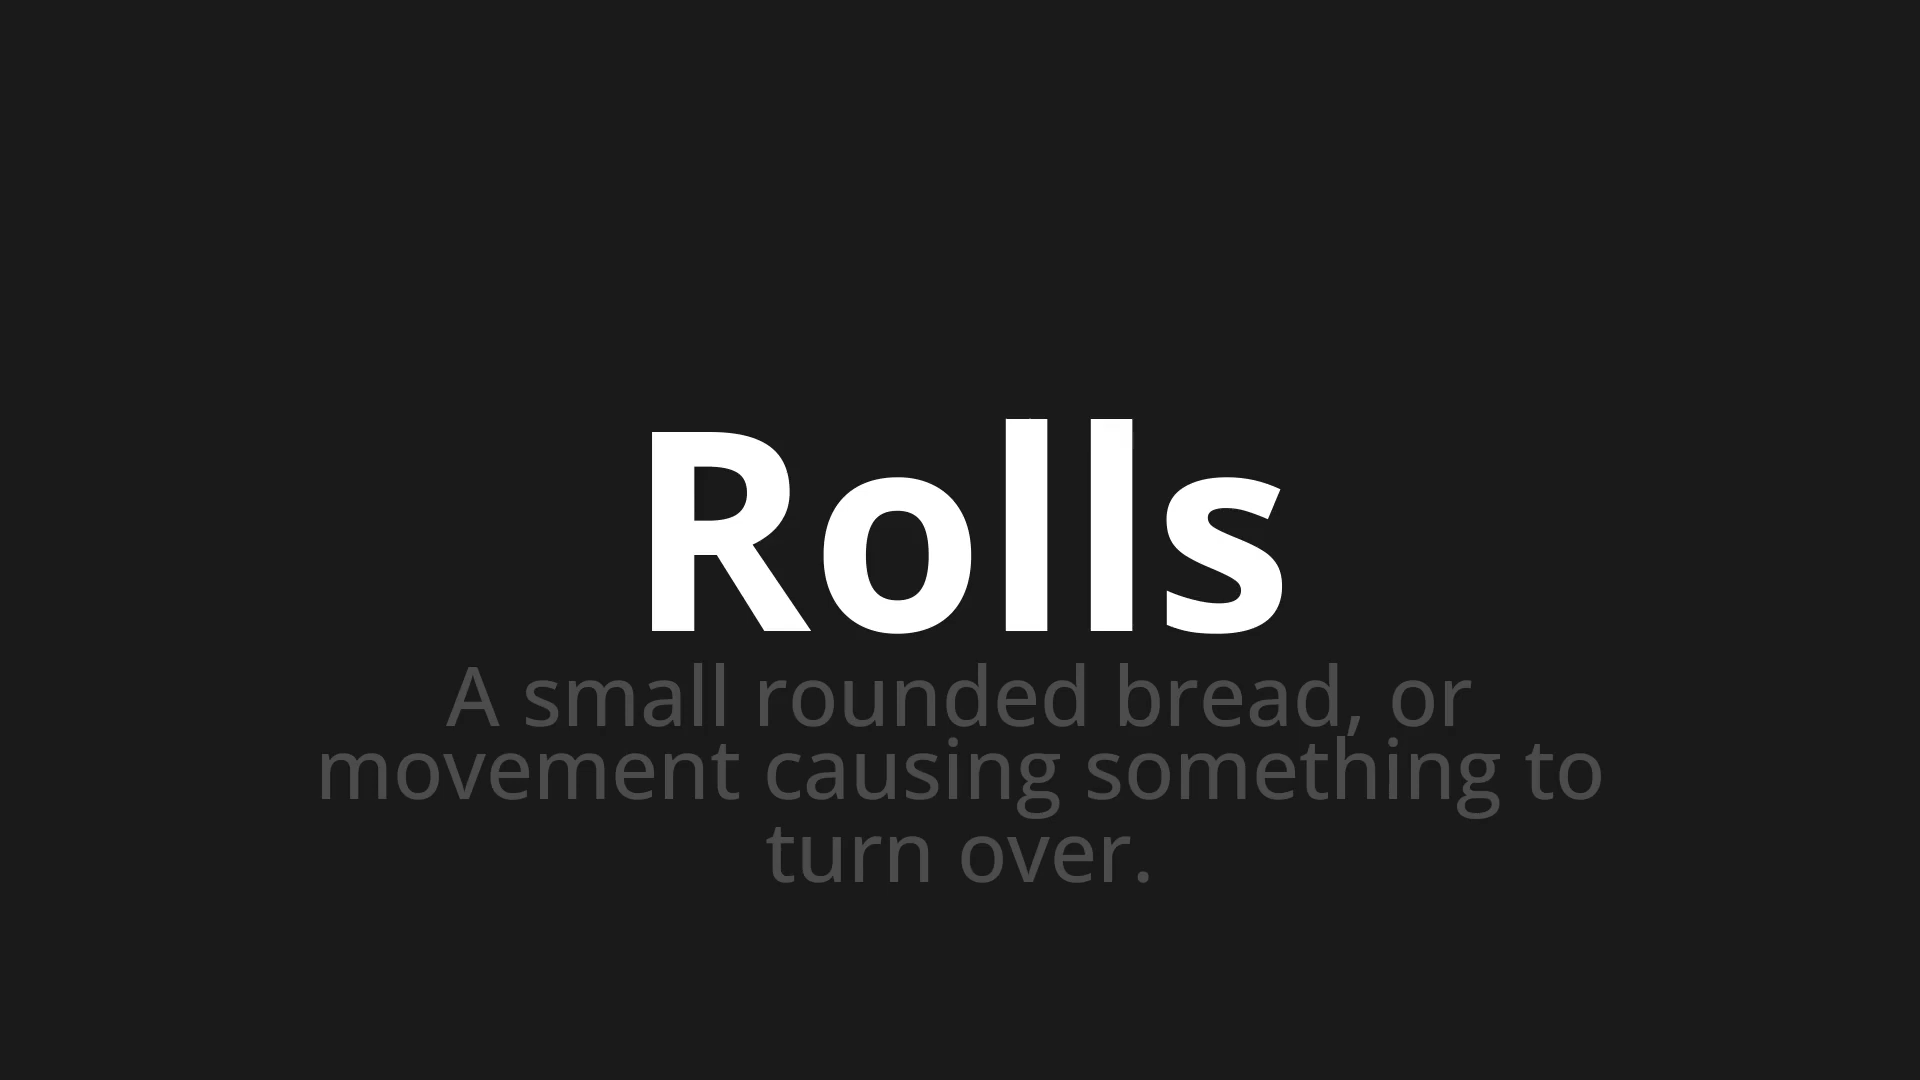 Rolls
A small rounded bread, or
movement causing something to
turn over.